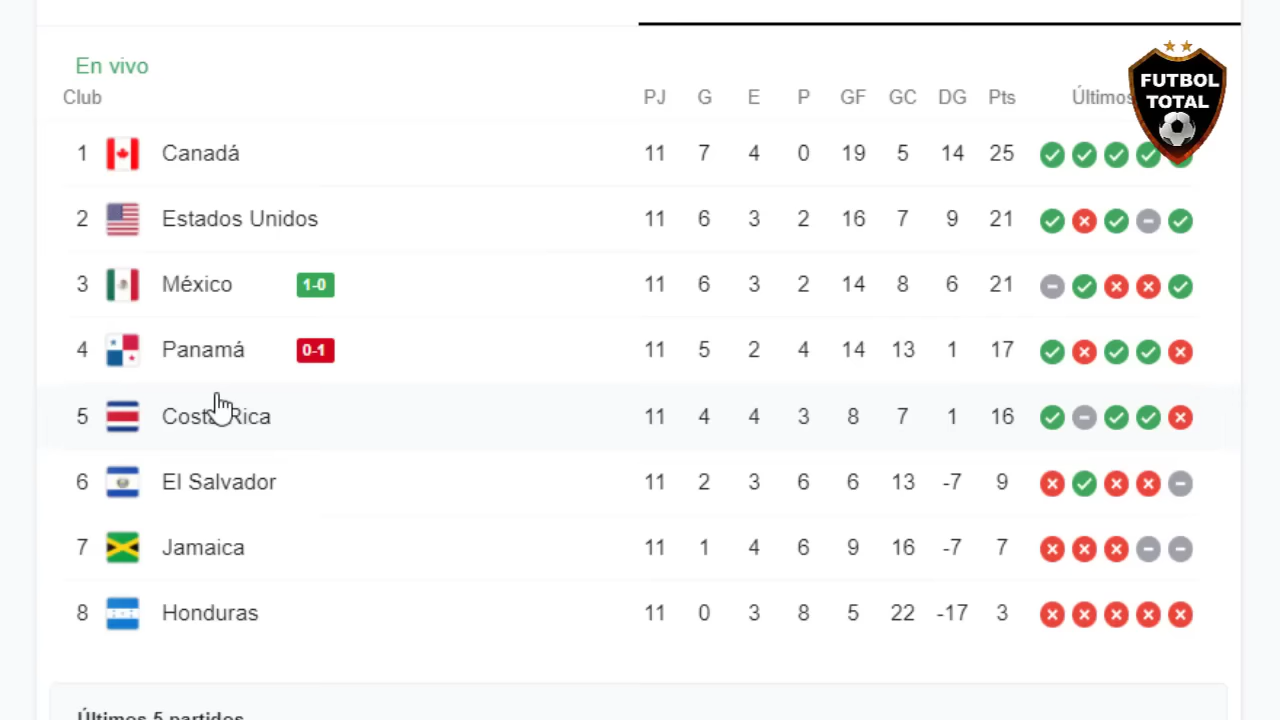 En vivo
Club PJ G E P GF GC DG Pts Últimos
FUTBOL
TOTAL
1 Canadá 11 7 4 0 19 5 14 25
2 Estados Unidos 11 6 3 2 16 7 9 21
3 México 1-0 11 6 3 2 14 8 6 21
4 Panamá 0-1 11 5 2 4 14 13 1 17
5 Costa Rica 11 4 4 3 8 7 1 16
6 El Salvador 11 2 3 6 6 13 -7 9
7 Jamaica 11 1 4 6 9 16 -7 7
8 Honduras 11 0 3 8 5 22 -17 3
Últimos 5 partidos